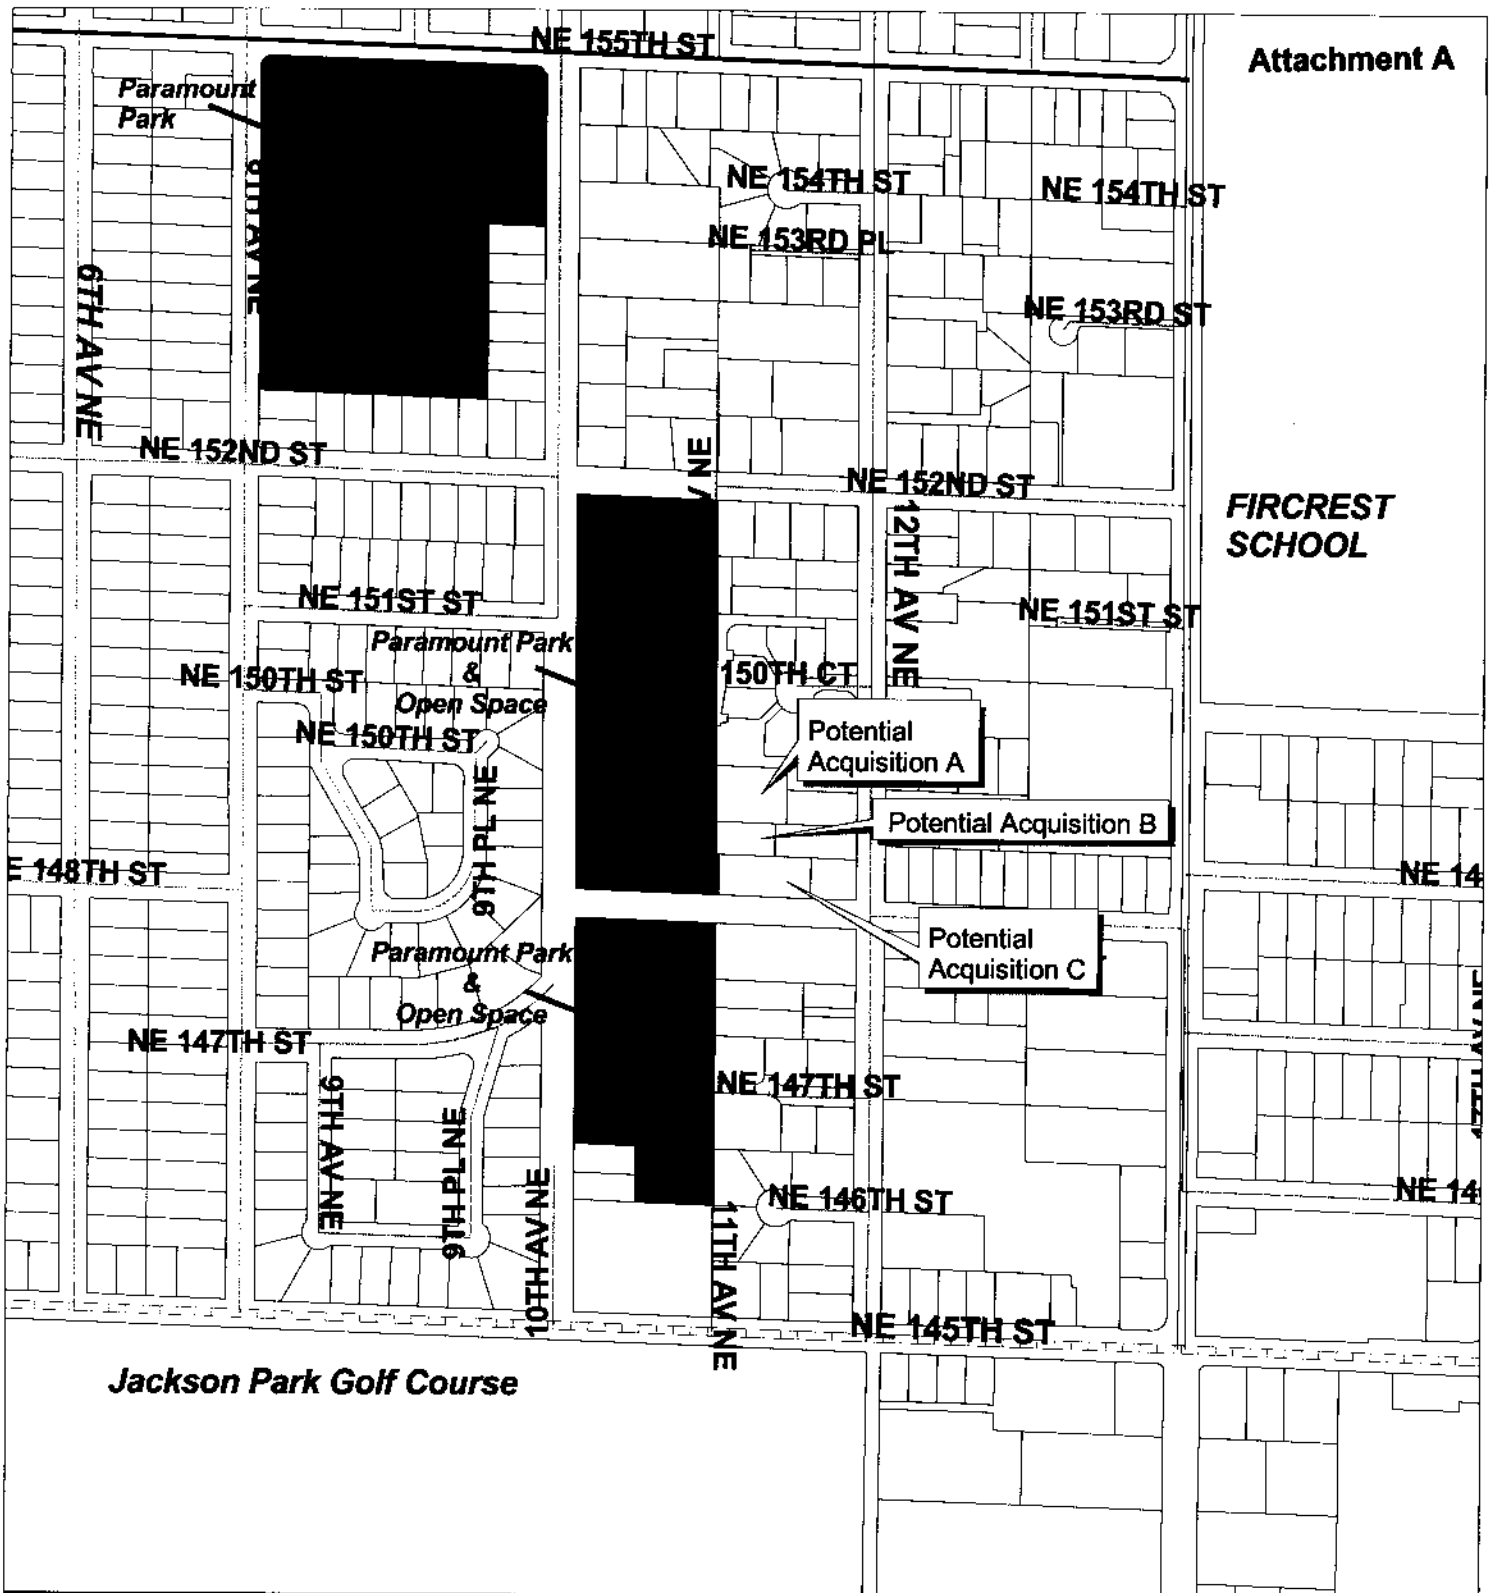 NE 155TH ST
Attachment A
Paramount
Park
NE 154TH ST
NE 154TH ST
NE 153RD PL
6TH AV NE
NE 153RD ST
NE 152ND ST
NE 152ND ST
FIRCREST
SCHOOL
12TH AV NE
NE 151ST ST
NE 151ST ST
Paramount Park
&
Open Space
NE 150TH ST
150TH CT
NE 150TH ST
Potential
Acquisition A
9TH PL NE
Potential Acquisition B
E 148TH ST
NE 14
Potential
Acquisition C
Paramount Park
&
Open Space
NE 147TH ST
17TH AV NE
NE 147TH ST
9TH AV NE
9TH PL NE
10TH AV NE
NE 146TH ST
NE 14
11TH AV NE
NE 145TH ST
Jackson Park Golf Course